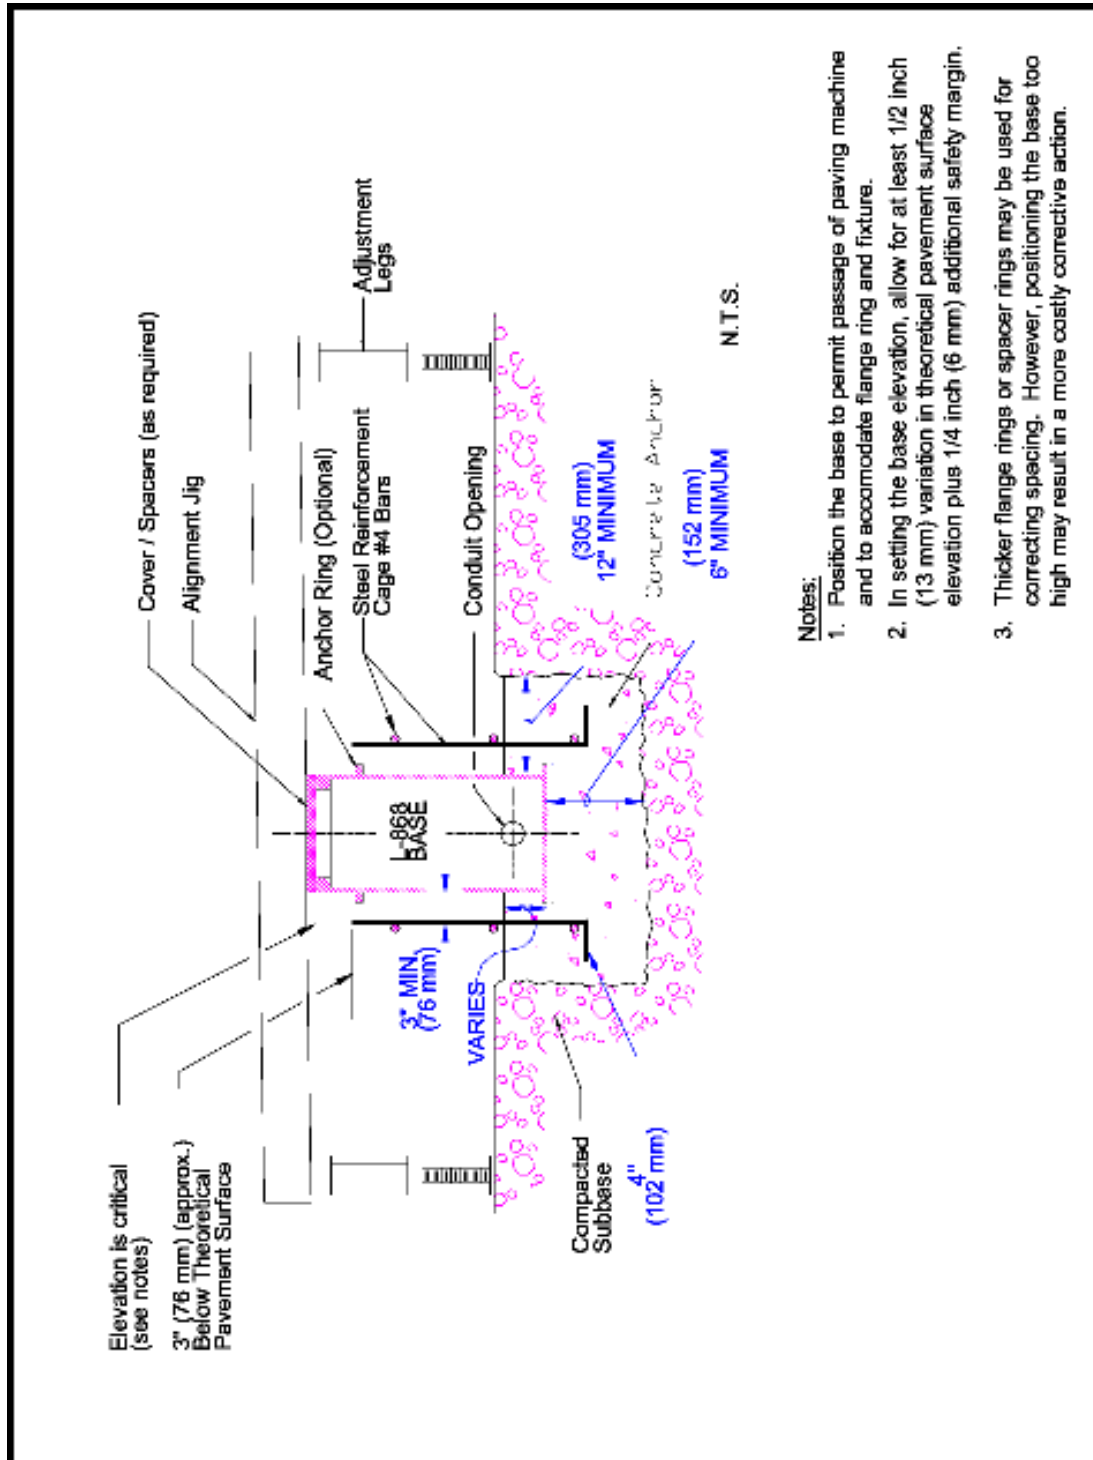 Cover / Spacers (as required)
Alignment Jig
Anchor Ring (Optional)
Steel Reinforcement
Cage #4 Bars
Adjustment
Legs
Conduit Opening
Elevation is critical
(see notes)
3" (76 mm) (approx.)
Below Theoretical
Pavement Surface
L-868
BASE
3" MIN
(76 mm)
VARIES
(305 mm)
12" MINIMUM
Concrete Anchor
(152 mm)
6" MINIMUM
Compacted
Subbase
4"
(102 mm)
N.T.S.
Notes:
1. Position the base to permit passage of paving machine
and to accomodate flange ring and fixture.
2. In setting the base elevation, allow for at least 1/2 inch
(13 mm) variation in theoretical pavement surface
elevation plus 1/4 inch (6 mm) additional safety margin.
3. Thicker flange rings or spacer rings may be used for
correcting spacing. However, positioning the base too
high may result in a more costly corrective action.